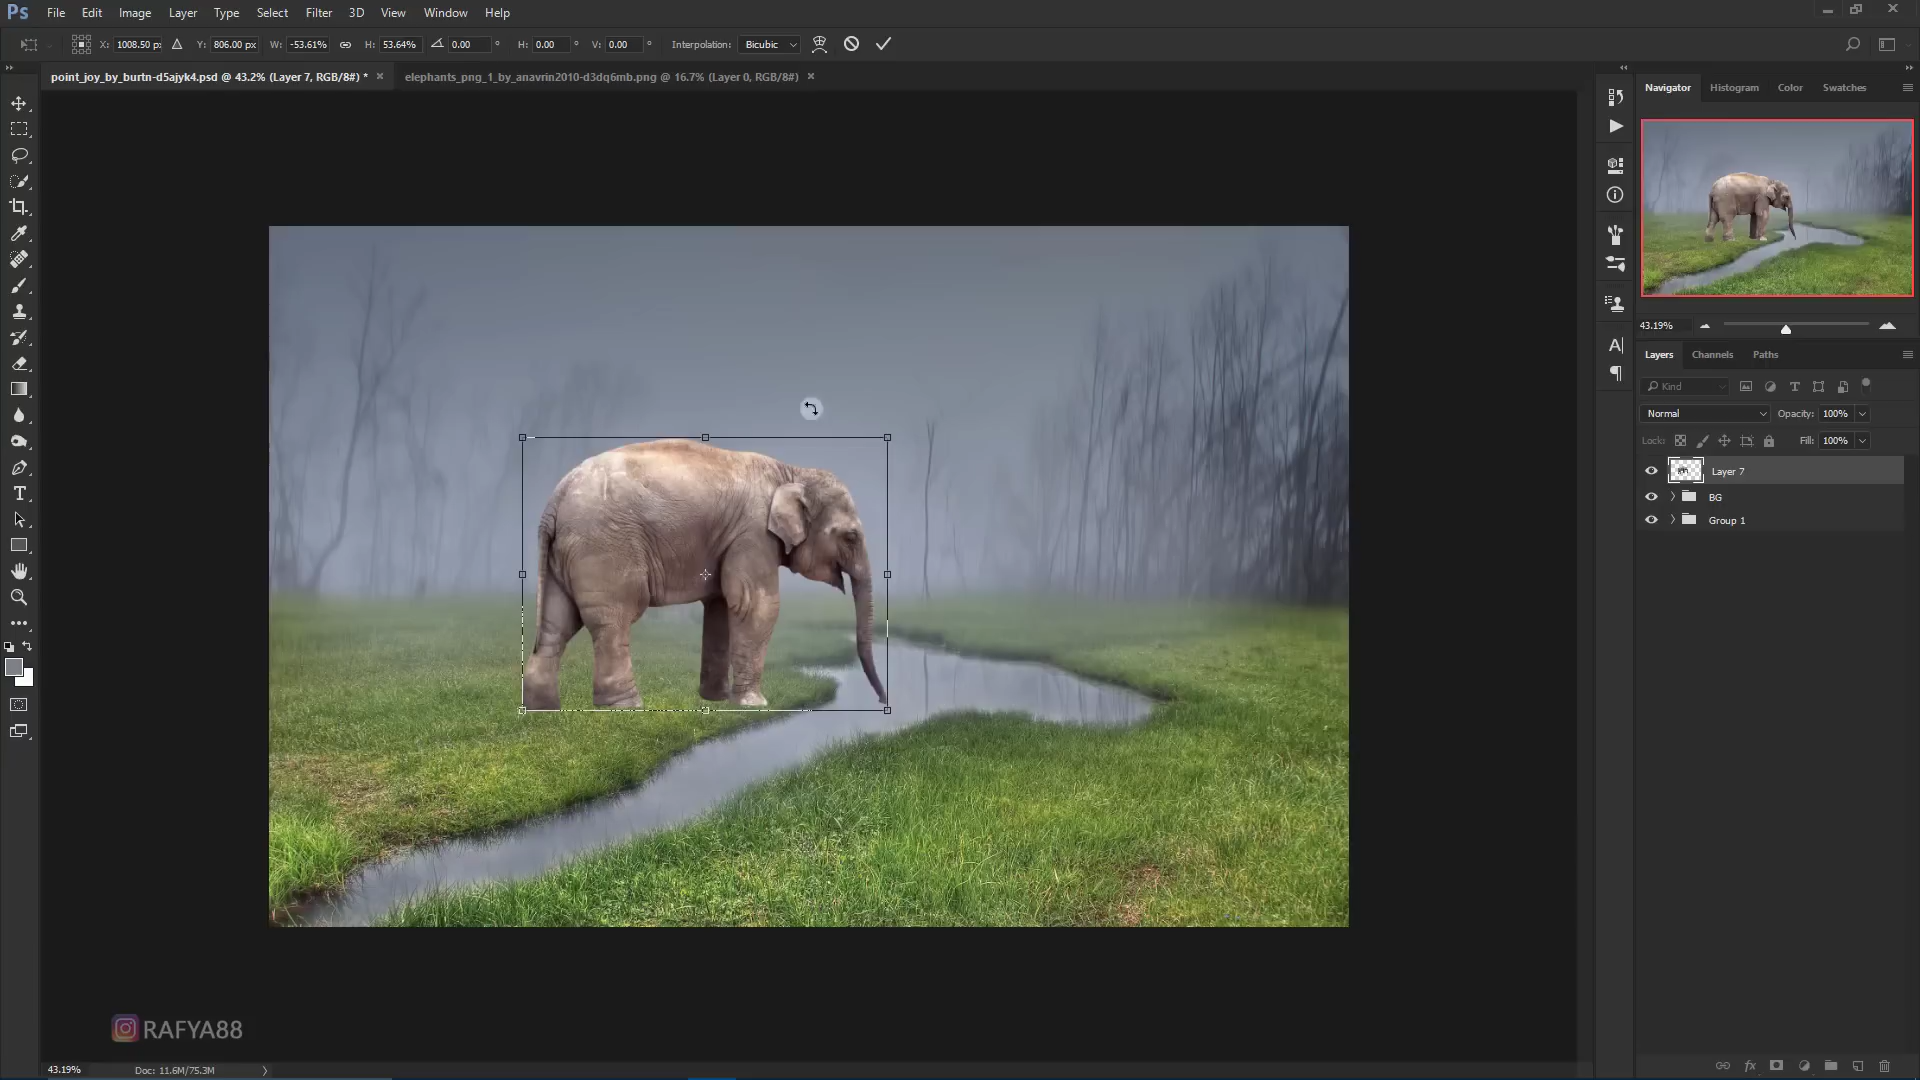 Ps File Edit Image Layer Type Select Filter 3D View Window Help
X: 1008.50 px Y: 806.00 px W: -53.61% H: 53.64% 0.00 ° H: 0.00 ° V: 0.00 ° Interpolation: Bicubic
point_joy_by_burtn-d5ajyk4.psd @ 43.2% (Layer 7, RGB/8#) * × elephants_png_1_by_anavrin2010-d3dq6mb.png @ 16.7% (Layer 0, RGB/8#) ×
Navigator Histogram Color Swatches
43.19%
Layers Channels Paths
Kind
Normal Opacity: 100%
Lock: Fill: 100%
Layer 7
BG
Group 1
RAFYA88
43.19% Doc: 11.6M/75.3M